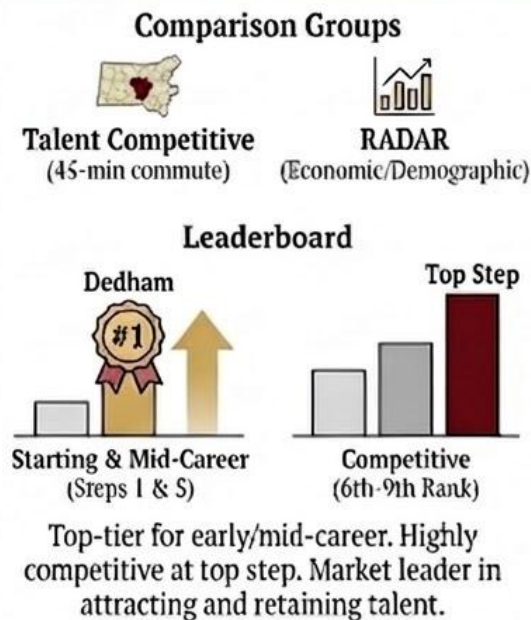 Comparison Groups
Talent Competitive
(45-min commute)
RADAR
(Economic/Demographic)
Leaderboard
Dedham
#1
Starting & Mid-Career
(Sreps 1 & S)
Top Step
Competitive
(6th-9th Rank)
Top-tier for early/mid-career. Highly
competitive at top step. Market leader in
attracting and retaining talent.